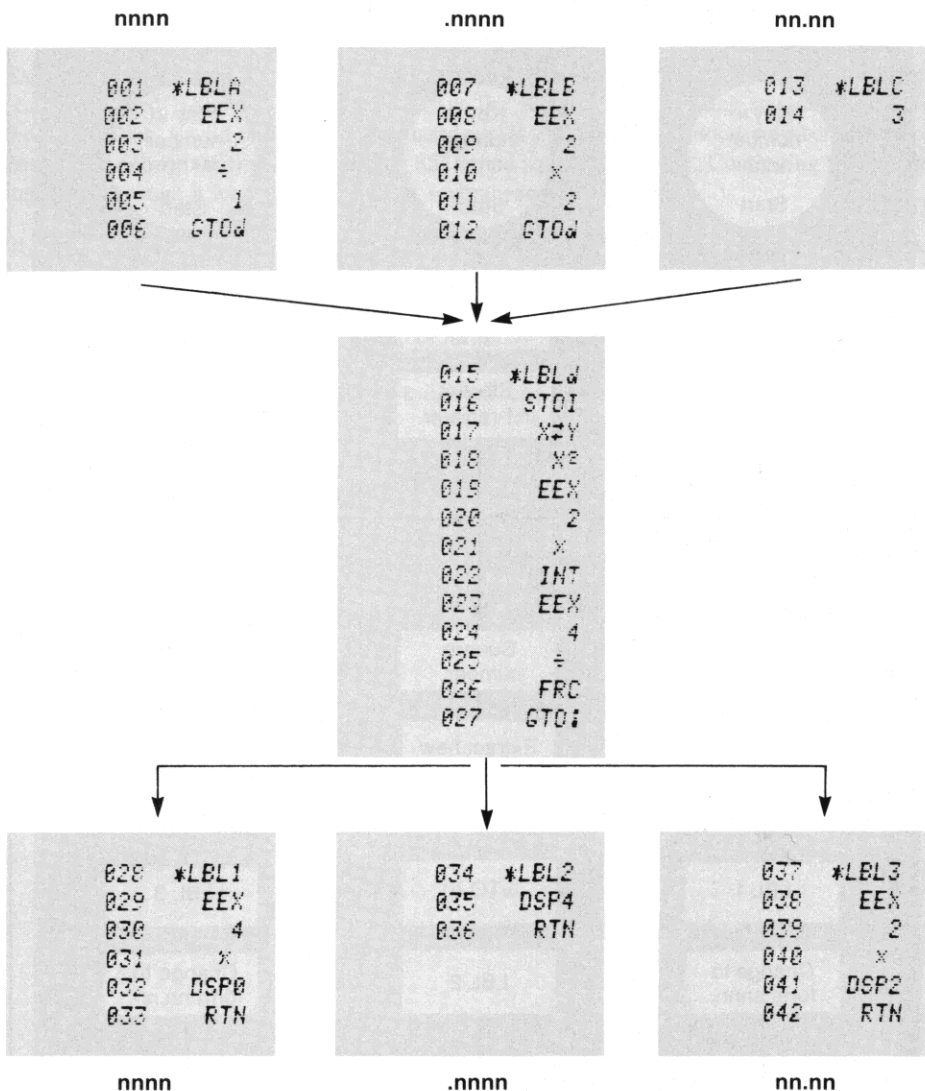 nnnn
.nnnn
nn.nn
001 *LBLA
002 EEX
003 2
004 ÷
005 1
006 GTOd
007 *LBLB
008 EEX
009 2
010 ×
011 2
012 GTOd
013 *LBLC
014 3
015 *LBLd
016 STOI
017 X⇄Y
018 X²
019 EEX
020 2
021 ×
022 INT
023 EEX
024 4
025 ÷
026 FRC
027 GTOi
028 *LBL1
029 EEX
030 4
031 ×
032 DSP0
033 RTN
034 *LBL2
035 DSP4
036 RTN
037 *LBL3
038 EEX
039 2
040 ×
041 DSP2
042 RTN
nnnn
.nnnn
nn.nn